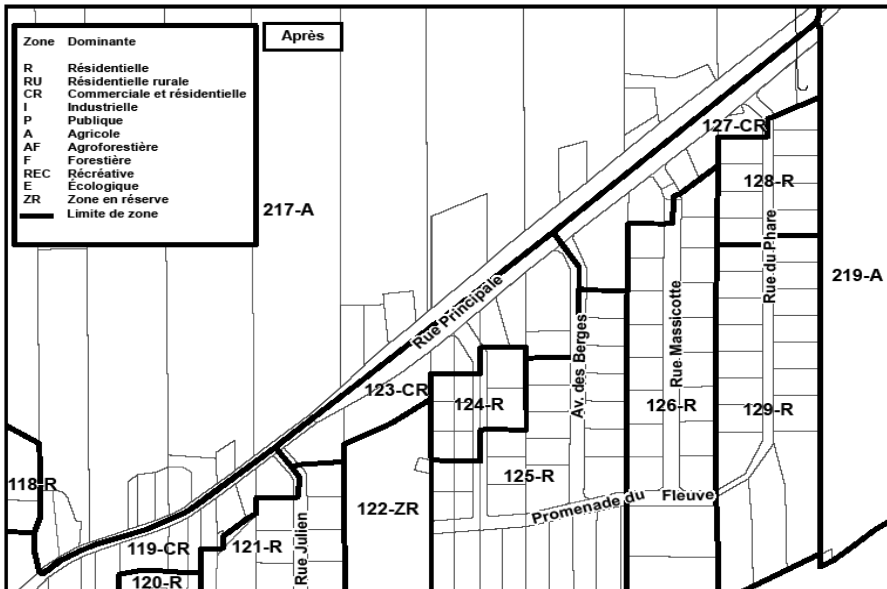 Après
Zone Dominante
R Résidentielle
RU Résidentielle rurale
CR Commerciale et résidentielle
I Industrielle
P Publique
A Agricole
AF Agroforestière
F Forestière
REC Récréative
E Écologique
ZR Zone en réserve
Limite de zone
217-A
127-CR
128-R
Rue du Phare
219-A
Rue Principale
Rue Massicotte
Av. des Berges
123-CR
124-R
126-R
129-R
118-R
125-R
122-ZR
Promenade du Fleuve
119-CR
121-R
Rue Julien
120-R